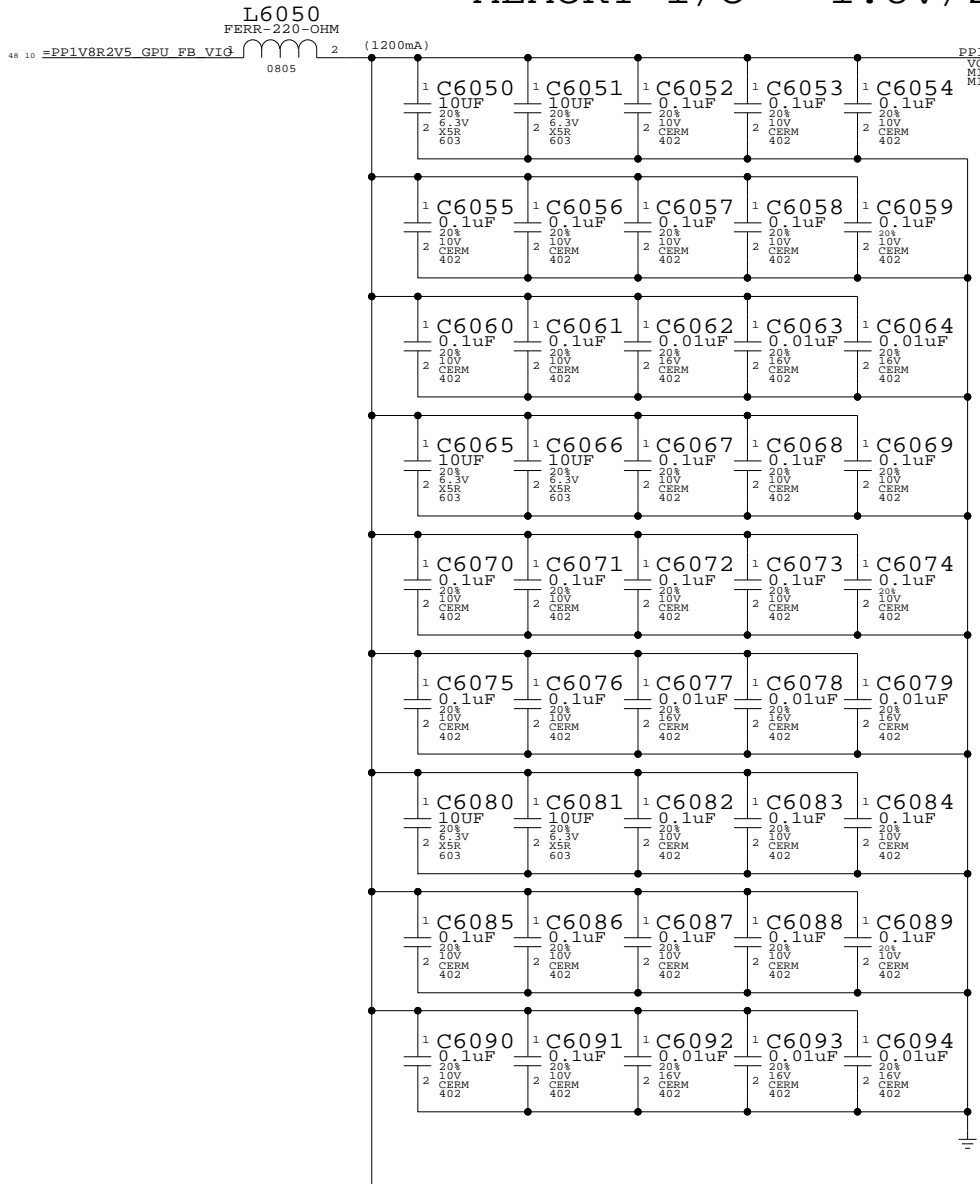 L6050
FERR-220-OHM
48 10 =PP1V8R2V5_GPU_FB_VIO 1 2 (1200mA)
0805
1 C6050 1 C6051 1 C6052 1 C6053 1 C6054
10UF 10UF 0.1uF 0.1uF 0.1uF
20% 20% 20% 20% 20%
6.3V 6.3V 10V 10V 10V
2 X5R 2 X5R 2 CERM 2 CERM 2 CERM
603 603 402 402 402
1 C6055 1 C6056 1 C6057 1 C6058 1 C6059
0.1uF 0.1uF 0.1uF 0.1uF 0.1uF
20% 20% 20% 20% 20%
10V 10V 10V 10V 10V
2 CERM 2 CERM 2 CERM 2 CERM 2 CERM
402 402 402 402 402
1 C6060 1 C6061 1 C6062 1 C6063 1 C6064
0.1uF 0.1uF 0.01uF 0.01uF 0.01uF
20% 20% 20% 20% 20%
10V 10V 16V 16V 16V
2 CERM 2 CERM 2 CERM 2 CERM 2 CERM
402 402 402 402 402
1 C6065 1 C6066 1 C6067 1 C6068 1 C6069
10UF 10UF 0.1uF 0.1uF 0.1uF
20% 20% 20% 20% 20%
6.3V 6.3V 10V 10V 10V
2 X5R 2 X5R 2 CERM 2 CERM 2 CERM
603 603 402 402 402
1 C6070 1 C6071 1 C6072 1 C6073 1 C6074
0.1uF 0.1uF 0.1uF 0.1uF 0.1uF
20% 20% 20% 20% 20%
10V 10V 10V 10V 10V
2 CERM 2 CERM 2 CERM 2 CERM 2 CERM
402 402 402 402 402
1 C6075 1 C6076 1 C6077 1 C6078 1 C6079
0.1uF 0.1uF 0.01uF 0.01uF 0.01uF
20% 20% 20% 20% 20%
10V 10V 16V 16V 16V
2 CERM 2 CERM 2 CERM 2 CERM 2 CERM
402 402 402 402 402
1 C6080 1 C6081 1 C6082 1 C6083 1 C6084
10UF 10UF 0.1uF 0.1uF 0.1uF
20% 20% 20% 20% 20%
6.3V 6.3V 10V 10V 10V
2 X5R 2 X5R 2 CERM 2 CERM 2 CERM
603 603 402 402 402
1 C6085 1 C6086 1 C6087 1 C6088 1 C6089
0.1uF 0.1uF 0.1uF 0.1uF 0.1uF
20% 20% 20% 20% 20%
10V 10V 10V 10V 10V
2 CERM 2 CERM 2 CERM 2 CERM 2 CERM
402 402 402 402 402
1 C6090 1 C6091 1 C6092 1 C6093 1 C6094
0.1uF 0.1uF 0.01uF 0.01uF 0.01uF
20% 20% 20% 20% 20%
10V 10V 16V 16V 16V
2 CERM 2 CERM 2 CERM 2 CERM 2 CERM
402 402 402 402 402